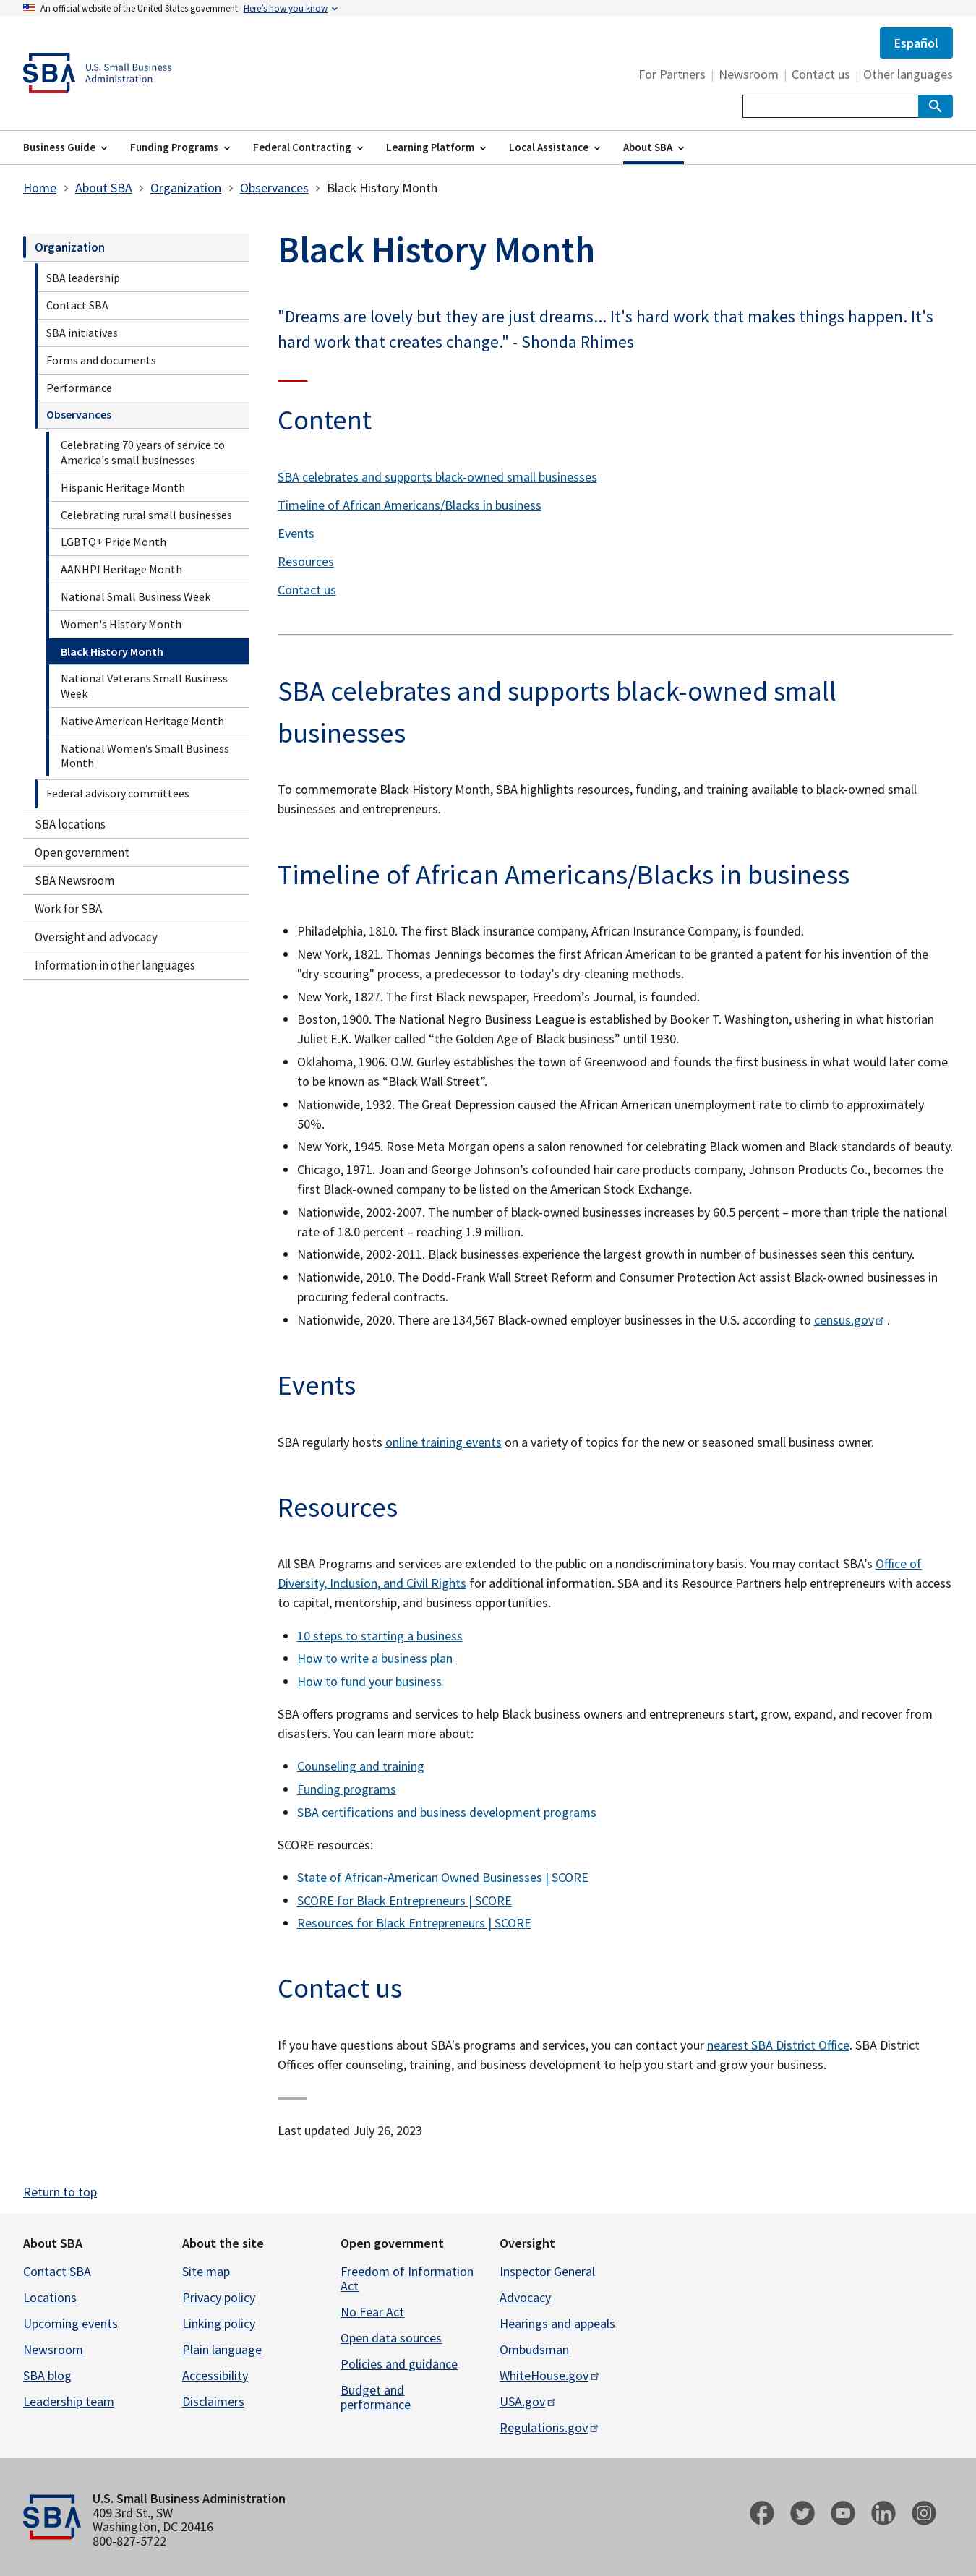 An official website of the United States government Here's how you know
Español
SBA U.S. Small Business
Administration
For Partners | Newsroom | Contact us | Other languages
Business Guide Funding Programs Federal Contracting Learning Platform Local Assistance About SBA
Home > About SBA > Organization > Observances > Black History Month
Organization
SBA leadership
Contact SBA
SBA initiatives
Forms and documents
Performance
Observances
Celebrating 70 years of service to
America's small businesses
Hispanic Heritage Month
Celebrating rural small businesses
LGBTQ+ Pride Month
AANHPI Heritage Month
National Small Business Week
Women's History Month
Black History Month
National Veterans Small Business
Week
Native American Heritage Month
National Women’s Small Business
Month
Federal advisory committees
SBA locations
Open government
SBA Newsroom
Work for SBA
Oversight and advocacy
Information in other languages
Black History Month
"Dreams are lovely but they are just dreams... It's hard work that makes things happen. It's
hard work that creates change." - Shonda Rhimes
Content
SBA celebrates and supports black-owned small businesses
Timeline of African Americans/Blacks in business
Events
Resources
Contact us
SBA celebrates and supports black-owned small
businesses
To commemorate Black History Month, SBA highlights resources, funding, and training available to black-owned small
businesses and entrepreneurs.
Timeline of African Americans/Blacks in business
• Philadelphia, 1810. The first Black insurance company, African Insurance Company, is founded.
• New York, 1821. Thomas Jennings becomes the first African American to be granted a patent for his invention of the
"dry-scouring" process, a predecessor to today’s dry-cleaning methods.
• New York, 1827. The first Black newspaper, Freedom’s Journal, is founded.
• Boston, 1900. The National Negro Business League is established by Booker T. Washington, ushering in what historian
Juliet E.K. Walker called “the Golden Age of Black business” until 1930.
• Oklahoma, 1906. O.W. Gurley establishes the town of Greenwood and founds the first business in what would later come
to be known as “Black Wall Street”.
• Nationwide, 1932. The Great Depression caused the African American unemployment rate to climb to approximately
50%.
• New York, 1945. Rose Meta Morgan opens a salon renowned for celebrating Black women and Black standards of beauty.
• Chicago, 1971. Joan and George Johnson’s cofounded hair care products company, Johnson Products Co., becomes the
first Black-owned company to be listed on the American Stock Exchange.
• Nationwide, 2002-2007. The number of black-owned businesses increases by 60.5 percent – more than triple the national
rate of 18.0 percent – reaching 1.9 million.
• Nationwide, 2002-2011. Black businesses experience the largest growth in number of businesses seen this century.
• Nationwide, 2010. The Dodd-Frank Wall Street Reform and Consumer Protection Act assist Black-owned businesses in
procuring federal contracts.
• Nationwide, 2020. There are 134,567 Black-owned employer businesses in the U.S. according to census.gov .
Events
SBA regularly hosts online training events on a variety of topics for the new or seasoned small business owner.
Resources
All SBA Programs and services are extended to the public on a nondiscriminatory basis. You may contact SBA’s Office of
Diversity, Inclusion, and Civil Rights for additional information. SBA and its Resource Partners help entrepreneurs with access
to capital, mentorship, and business opportunities.
• 10 steps to starting a business
• How to write a business plan
• How to fund your business
SBA offers programs and services to help Black business owners and entrepreneurs start, grow, expand, and recover from
disasters. You can learn more about:
• Counseling and training
• Funding programs
• SBA certifications and business development programs
SCORE resources:
• State of African-American Owned Businesses | SCORE
• SCORE for Black Entrepreneurs | SCORE
• Resources for Black Entrepreneurs | SCORE
Contact us
If you have questions about SBA's programs and services, you can contact your nearest SBA District Office. SBA District
Offices offer counseling, training, and business development to help you start and grow your business.
Last updated July 26, 2023
Return to top
About SBA
Contact SBA
Locations
Upcoming events
Newsroom
SBA blog
Leadership team
About the site
Site map
Privacy policy
Linking policy
Plain language
Accessibility
Disclaimers
Open government
Freedom of Information
Act
No Fear Act
Open data sources
Policies and guidance
Budget and
performance
Oversight
Inspector General
Advocacy
Hearings and appeals
Ombudsman
WhiteHouse.gov
USA.gov
Regulations.gov
SBA
U.S. Small Business Administration
409 3rd St., SW
Washington, DC 20416
800-827-5722